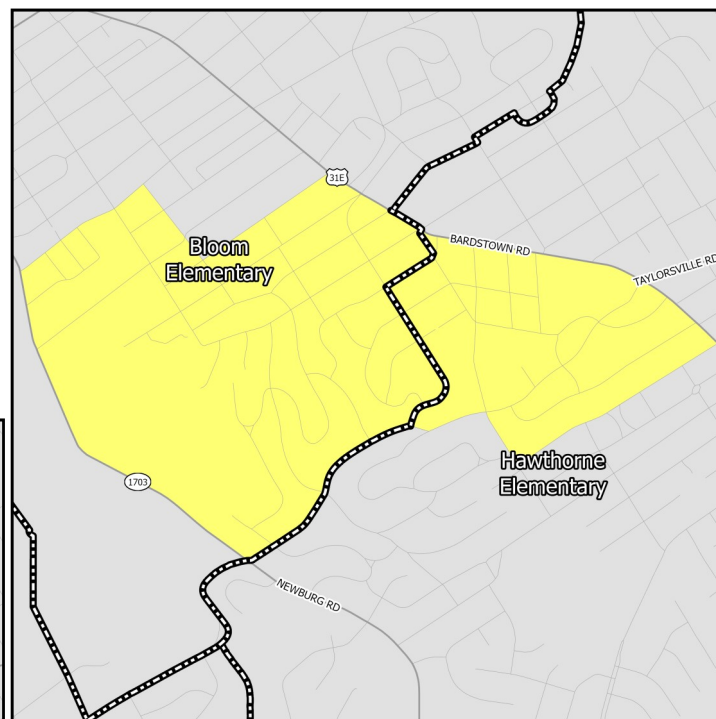 31E
Bloom
Elementary
BARDSTOWN RD
TAYLORSVILLE RD
Hawthorne
Elementary
1703
NEWBURG RD